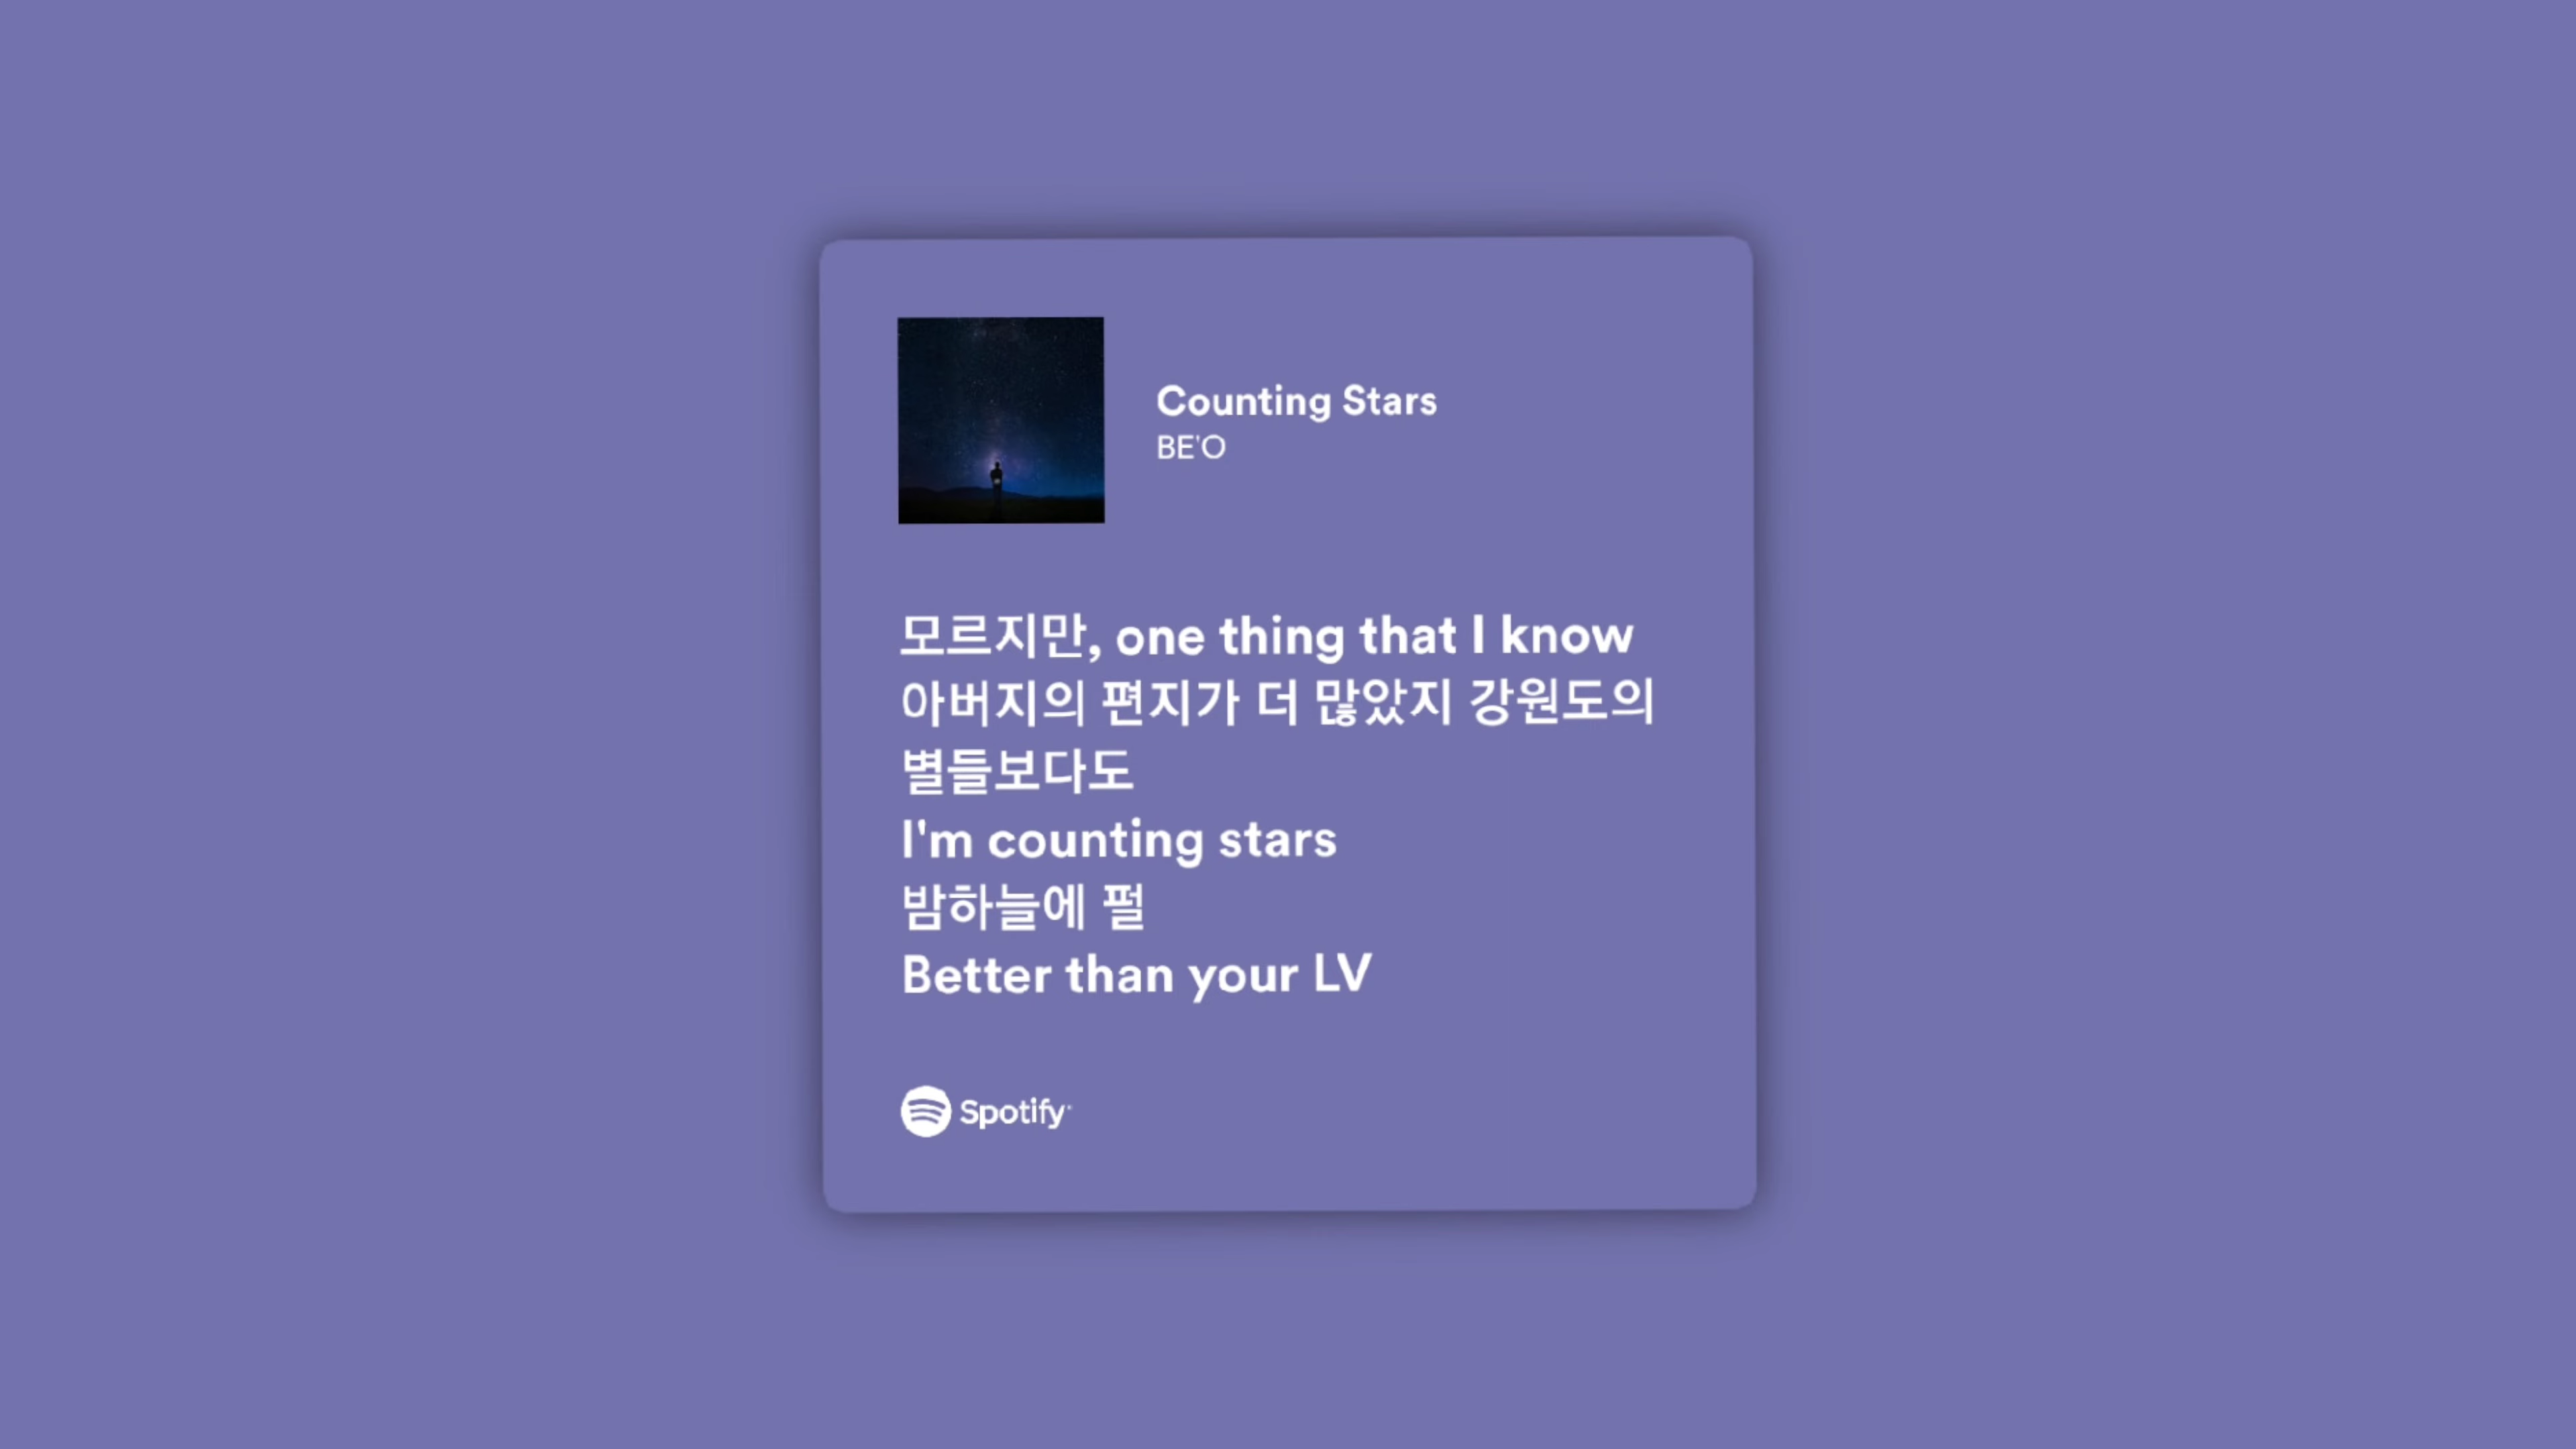 Counting Stars
BE'O
모르지만, one thing that I know
아버지의 편지가 더 많았지 강원도의
별들보다도
I'm counting stars
밤하늘에 펄
Better than your LV
Spotify